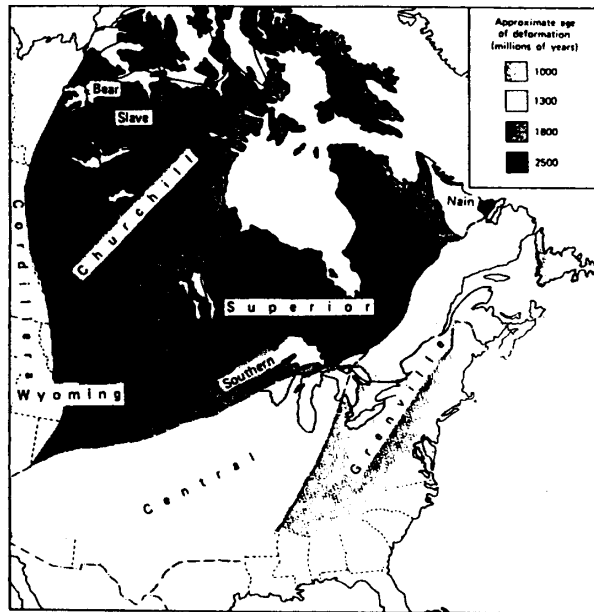 Approximate age
of deformation
(millions of years)
1000
1300
1800
2500
Bear
Slave
Churchill
Nain
Cordillera
Superior
Southern
Wyoming
Grenville
Central